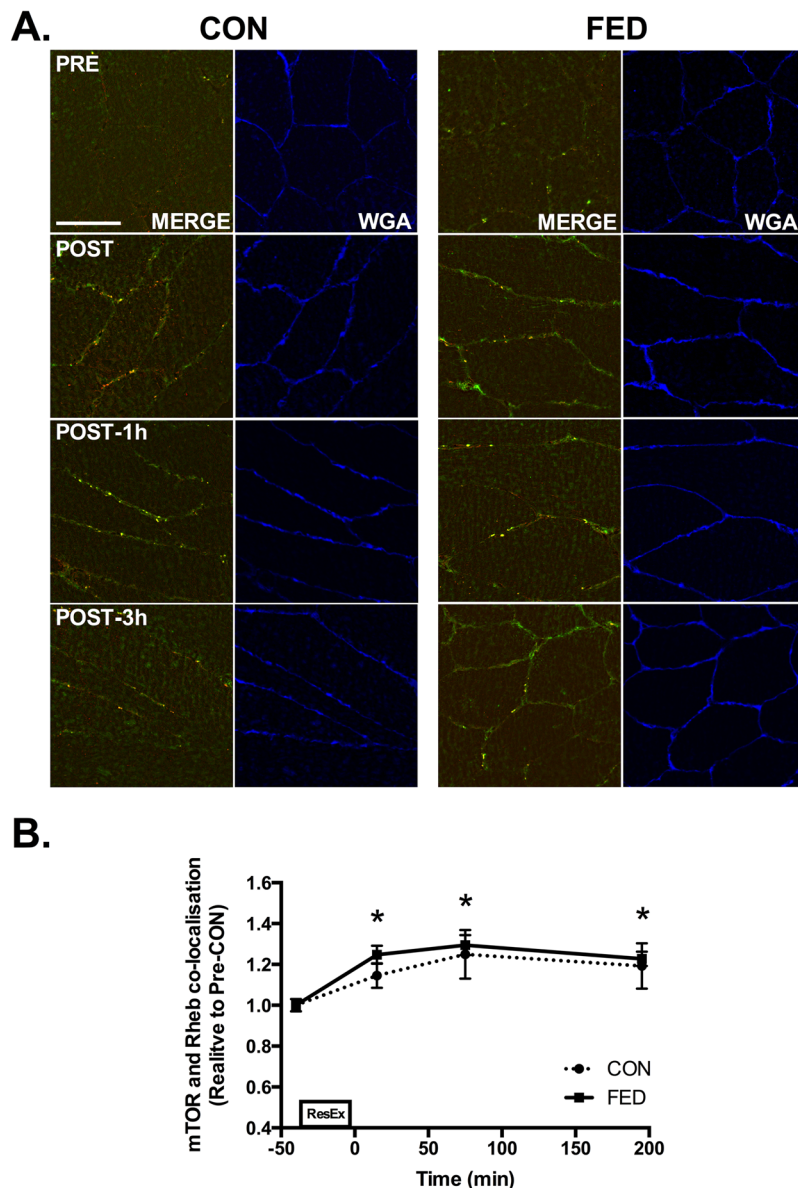 A.
CON FED
PRE
MERGE WGA MERGE WGA
POST
POST-1h
POST-3h
B.
mTOR and Rheb co-localisation
(Realitve to Pre-CON)
1.6
1.4
1.2
1.0
0.8
0.6
0.4
* * *
CON
FED
ResEx
-50 0 50 100 150 200
Time (min)